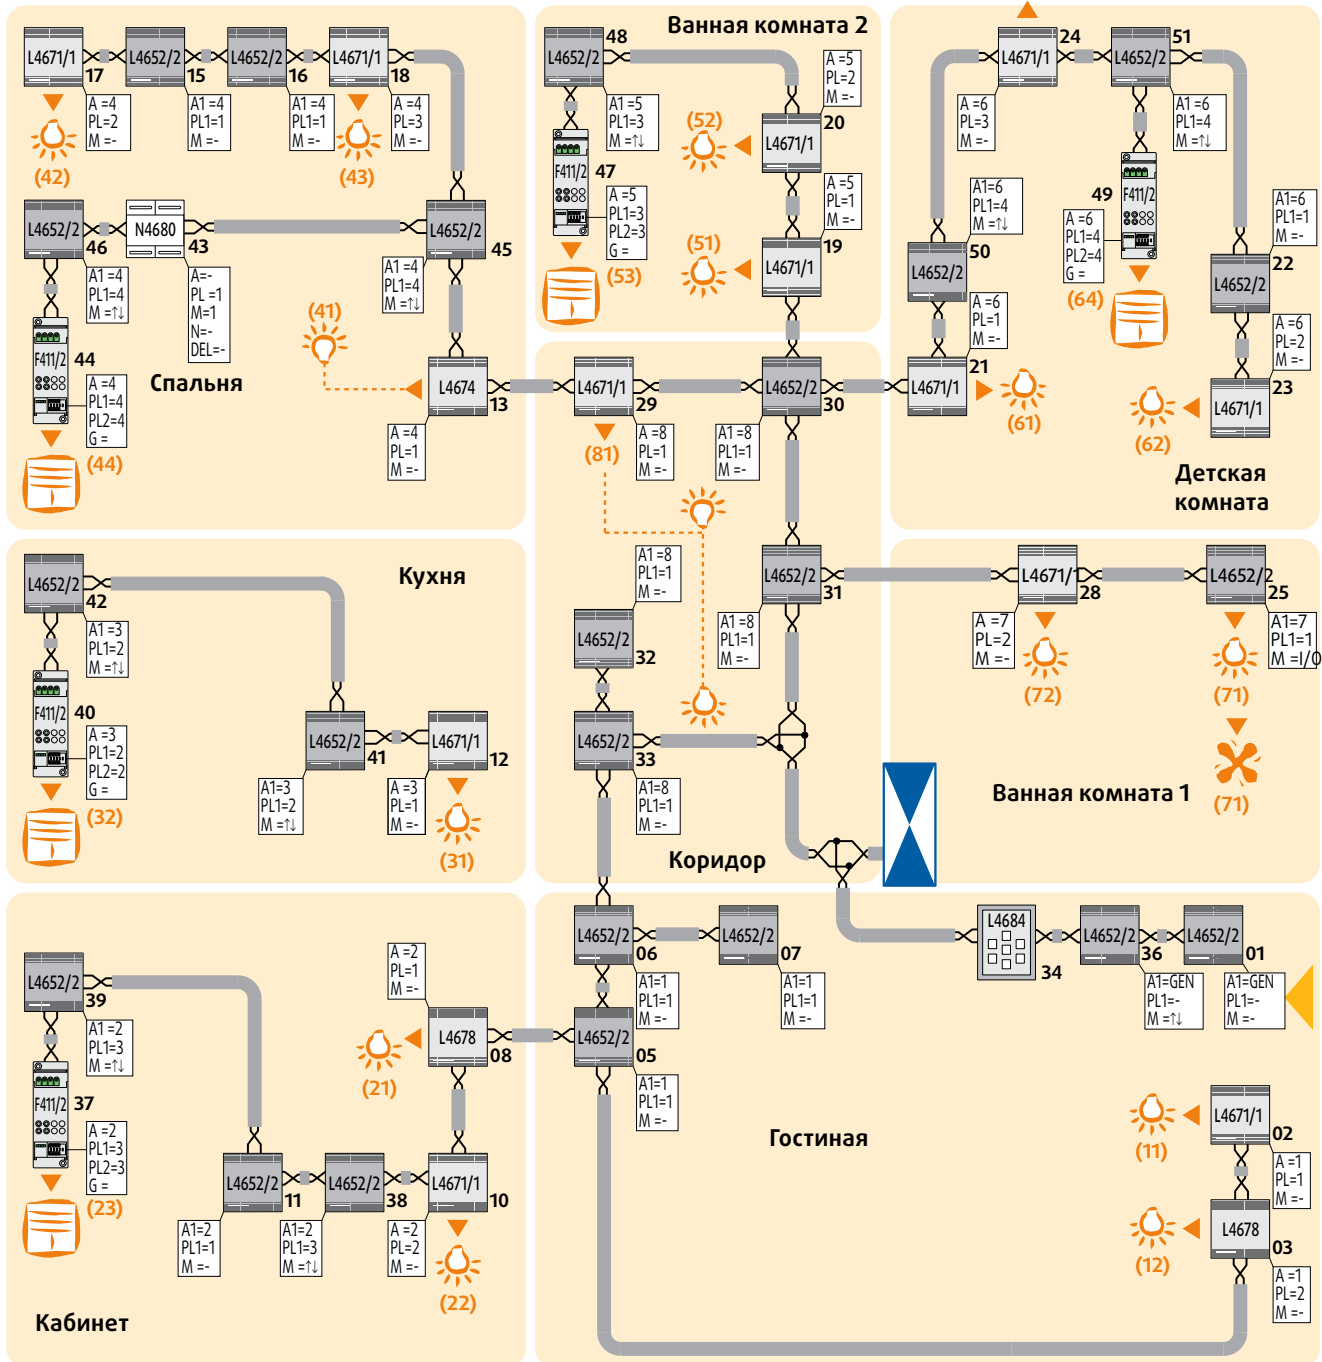 L4671/1
17
A =4
PL=2
M =-
(42)
L4652/2
15
A1 =4
PL1=1
M =-
L4652/2
16
A1 =4
PL1=1
M =-
L4671/1
18
A =4
PL=3
M =-
(43)
L4652/2
46
A1 =4
PL1=4
M =↑↓
N4680
43
A=-
PL =1
M=1
N=-
DEL=-
L4652/2
45
A1 =4
PL1=4
M =↑↓
F411/2
44
A =4
PL1=4
PL2=4
G =
(44)
Спальня
(41)
L4674
13
A =4
PL=1
M =-
Ванная комната 2
L4652/2
48
A1 =5
PL1=3
M =↑↓
F411/2
47
A =5
PL1=3
PL2=3
G =
(53)
A =5
PL=2
M =-
20
L4671/1
(52)
A =5
PL=1
M =-
19
L4671/1
(51)
24
L4671/1
A =6
PL=3
M =-
51
L4652/2
A1 =6
PL1=4
M =↑↓
F411/2
49
A =6
PL1=4
PL2=4
G =
(64)
A1=6
PL1=4
M =↑↓
50
L4652/2
A =6
PL=1
M =-
21
L4671/1
(61)
A1=6
PL1=1
M =-
22
L4652/2
A =6
PL=2
M =-
23
L4671/1
(62)
Детская
комната
L4671/1
29
A =8
PL=1
M =-
(81)
L4652/2
30
A1 =8
PL1=1
M =-
L4652/2
31
A1 =8
PL1=1
M =-
A1 =8
PL1=1
M =-
L4652/2
32
L4652/2
33
A1=8
PL1=1
M =-
Коридор
Кухня
L4652/2
42
A1 =3
PL1=2
M =↑↓
F411/2
40
A =3
PL1=2
PL2=2
G =
(32)
L4652/2
41
A1=3
PL1=2
M =↑↓
L4671/1
12
A =3
PL=1
M =-
(31)
L4671/1
28
A =7
PL=2
M =-
(72)
L4652/2
25
A1=7
PL1=1
M =I/O
(71)
(71)
Ванная комната 1
L4652/2
39
A1 =2
PL1=3
M =↑↓
F411/2
37
A =2
PL1=3
PL2=3
G =
(23)
A =2
PL=1
M =-
L4678
08
(21)
L4652/2
11
A1=2
PL1=1
M =-
L4652/2
38
A1=2
PL1=3
M =↑↓
L4671/1
10
A =2
PL=2
M =-
(22)
Кабинет
L4652/2
06
A1=1
PL1=1
M =-
L4652/2
07
A1=1
PL1=1
M =-
L4652/2
05
A1=1
PL1=1
M =-
L4684
34
L4652/2
36
A1=GEN
PL1=-
M =↑↓
L4652/2
01
A1=GEN
PL1=-
M =-
Гостиная
L4671/1
02
A =1
PL=1
M =-
(11)
L4678
03
A =1
PL=2
M =-
(12)